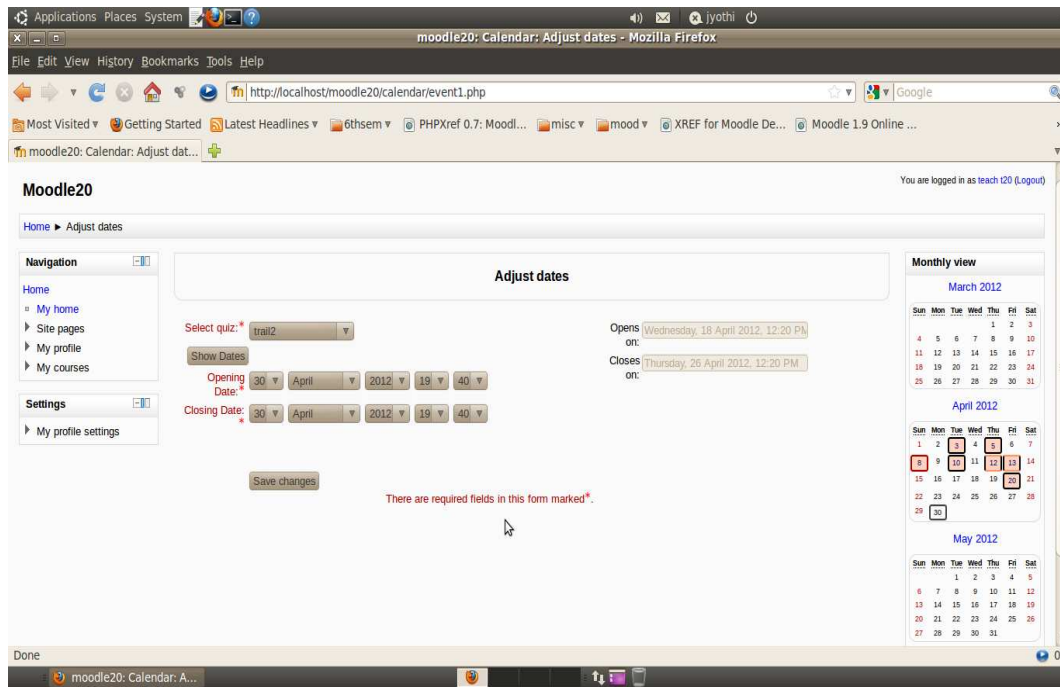 Applications Places System
jyothi
moodle20: Calendar: Adjust dates - Mozilla Firefox
File Edit View History Bookmarks Tools Help
http://localhost/moodle20/calendar/event1.php
Google
Most Visited Getting Started Latest Headlines 6thsem PHPXref 0.7: Moodl... misc mood XREF for Moodle De... Moodle 1.9 Online ...
moodle20: Calendar: Adjust dat...
Moodle20
You are logged in as teach t20 (Logout)
Home ► Adjust dates
Navigation
Home
My home
Site pages
My profile
My courses
Settings
My profile settings
Adjust dates
Select quiz:* trail2
Show Dates
Opening Date:* 30 April 2012 19 40
Closing Date:* 30 April 2012 19 40
Opens on: Wednesday, 18 April 2012, 12:20 PM
Closes on: Thursday, 26 April 2012, 12:20 PM
Save changes
There are required fields in this form marked*.
Monthly view
March 2012
Sun Mon Tue Wed Thu Fri Sat
1 2 3
4 5 6 7 8 9 10
11 12 13 14 15 16 17
18 19 20 21 22 23 24
25 26 27 28 29 30 31
April 2012
Sun Mon Tue Wed Thu Fri Sat
1 2 3 4 5 6 7
8 9 10 11 12 13 14
15 16 17 18 19 20 21
22 23 24 25 26 27 28
29 30
May 2012
Sun Mon Tue Wed Thu Fri Sat
1 2 3 4 5
6 7 8 9 10 11 12
13 14 15 16 17 18 19
20 21 22 23 24 25 26
27 28 29 30 31
Done
0
moodle20: Calendar: A...